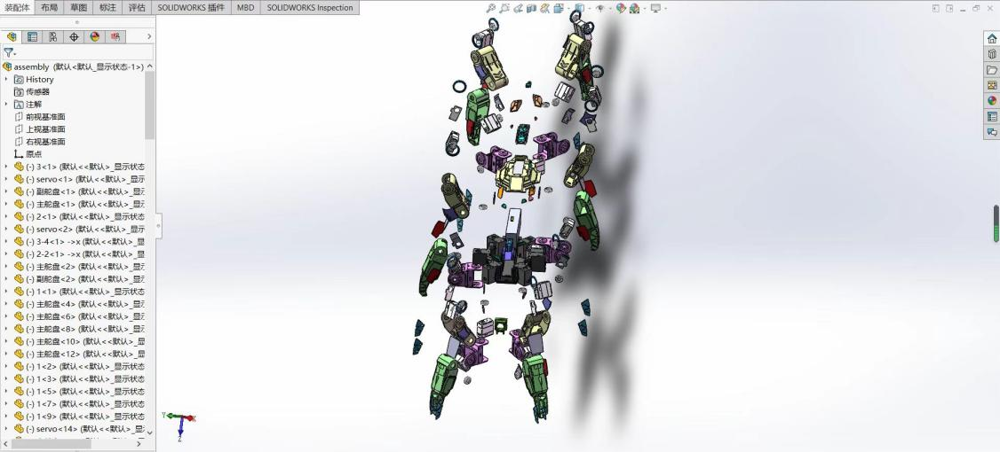 装配体 布局 草图 标注 评估 SOLIDWORKS 插件 MBD SOLIDWORKS Inspection
assembly (默认<默认_显示状态-1>)
History
传感器
注解
前视基准面
上视基准面
右视基准面
原点
(-) 3<1> (默认<<默认>_显示状态
(-) servo<1> (默认<<默认>_显示
(-) 副舵盘<1> (默认<<默认>_显示
(-) 主舵盘<1> (默认<<默认>_显示
(-) 2<1> (默认<<默认>_显示状态
(-) servo<2> (默认<<默认>_显示
(-) 3-4<1> ->x (默认<<默认>_显
(-) 2-2<1> ->x (默认<<默认>_显
(-) 主舵盘<2> (默认<<默认>_显示
(-) 副舵盘<2> (默认<<默认>_显示
(-) 1<1> (默认<<默认>_显示状态
(-) 主舵盘<4> (默认<<默认>_显示
(-) 主舵盘<6> (默认<<默认>_显示
(-) 主舵盘<8> (默认<<默认>_显示
(-) 主舵盘<10> (默认<<默认>_显
(-) 主舵盘<12> (默认<<默认>_显
(-) 1<2> (默认<<默认>_显示状态
(-) 1<3> (默认<<默认>_显示状态
(-) 1<5> (默认<<默认>_显示状态
(-) 1<7> (默认<<默认>_显示状态
(-) 1<9> (默认<<默认>_显示状态
(-) servo<14> (默认<<默认>_显
Y X
Z